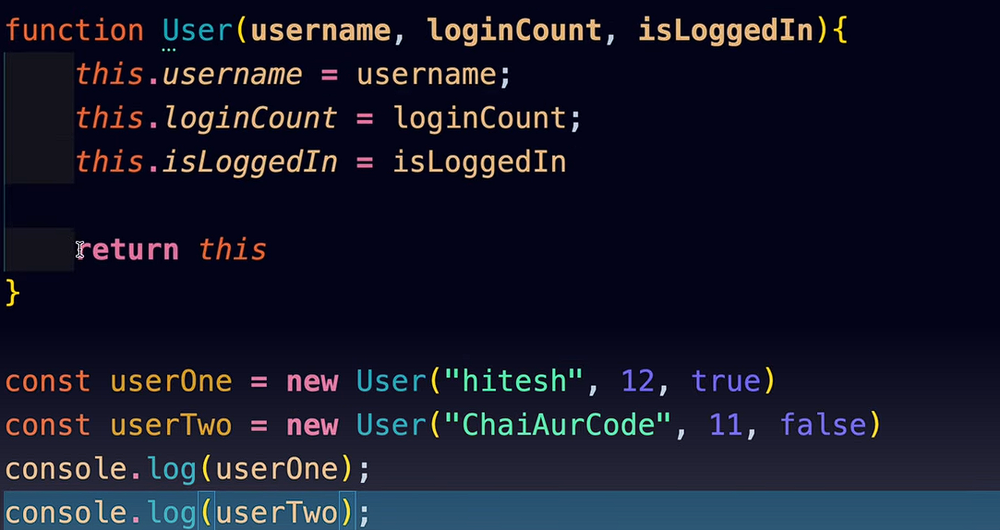 function User(username, loginCount, isLoggedIn){
    this.username = username;
    this.loginCount = loginCount;
    this.isLoggedIn = isLoggedIn

    return this
}

const userOne = new User("hitesh", 12, true)
const userTwo = new User("ChaiAurCode", 11, false)
console.log(userOne);
console.log(userTwo);